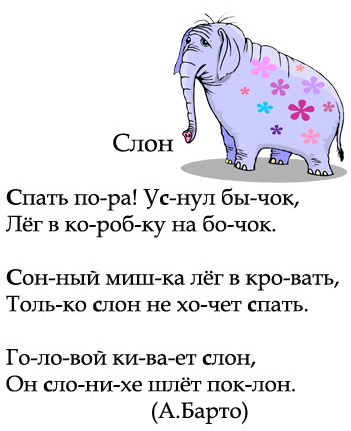 Слон
Спать по-ра! Ус-нул бы-чок,
Лёг в ко-роб-ку на бо-чок.
Сон-ный миш-ка лёг в кро-вать,
Толь-ко слон не хо-чет спать.
Го-ло-вой ки-ва-ет слон,
Он сло-ни-хе шлёт пок-лон.
(А.Барто)